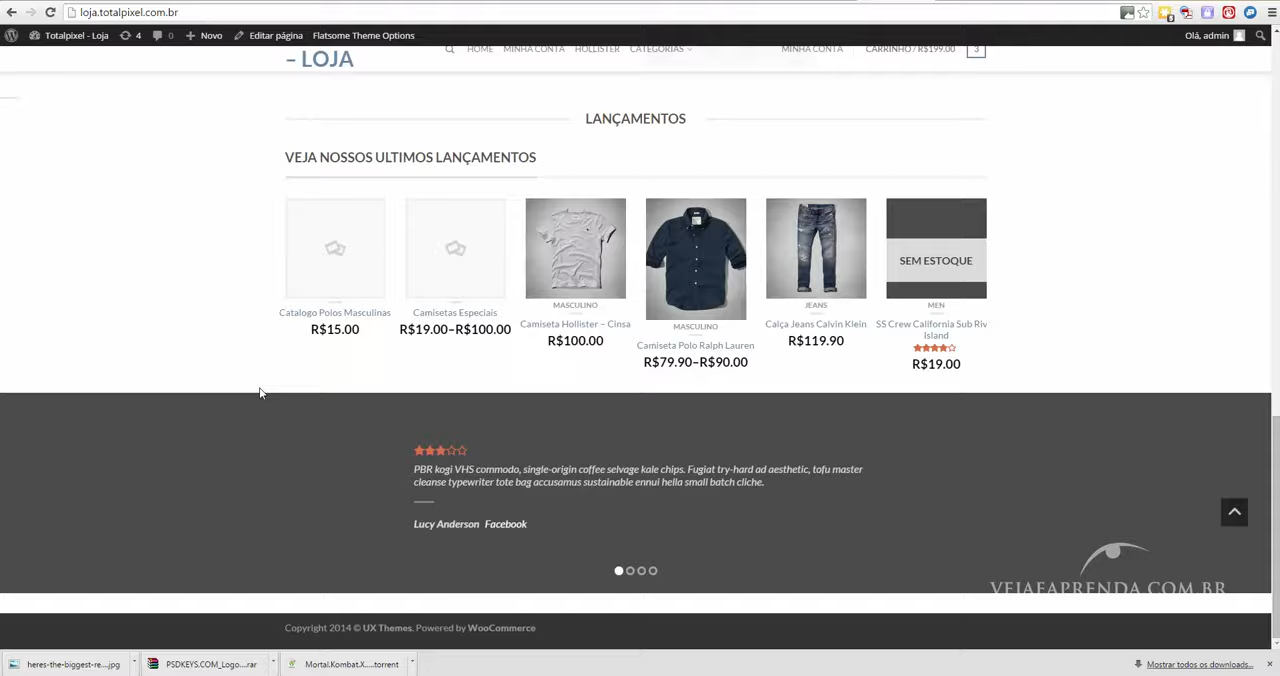 loja.totalpixel.com.br
Totalpixel - Loja 4 0 Novo Editar página Flatsome Theme Options Olá, admin
– LOJA HOME MINHA CONTA HOLLISTER CATEGORIAS MINHA CONTA CARRINHO / R$199.00 3
LANÇAMENTOS
VEJA NOSSOS ULTIMOS LANÇAMENTOS
SEM ESTOQUE
MASCULINO JEANS MEN
Catalogo Polos Masculinas Camisetas Especiais Camiseta Hollister – Cinsa MASCULINO Calça Jeans Calvin Klein SS Crew California Sub Riv
Island
R$15.00 R$19.00–R$100.00 R$100.00 Camiseta Polo Ralph Lauren R$119.90
R$79.90–R$90.00 R$19.00
PBR kogi VHS commodo, single-origin coffee selvage kale chips. Fugiat try-hard ad aesthetic, tofu master
cleanse typewriter tote bag accusamus sustainable ennui hella small batch cliche.
Lucy Anderson Facebook
VEJAEAPRENDA.COM.BR
Copyright 2014 © UX Themes. Powered by WooCommerce
heres-the-biggest-re....jpg PSDKEYS.COM_Logo....rar Mortal.Kombat.X.....torrent Mostrar todos os downloads...